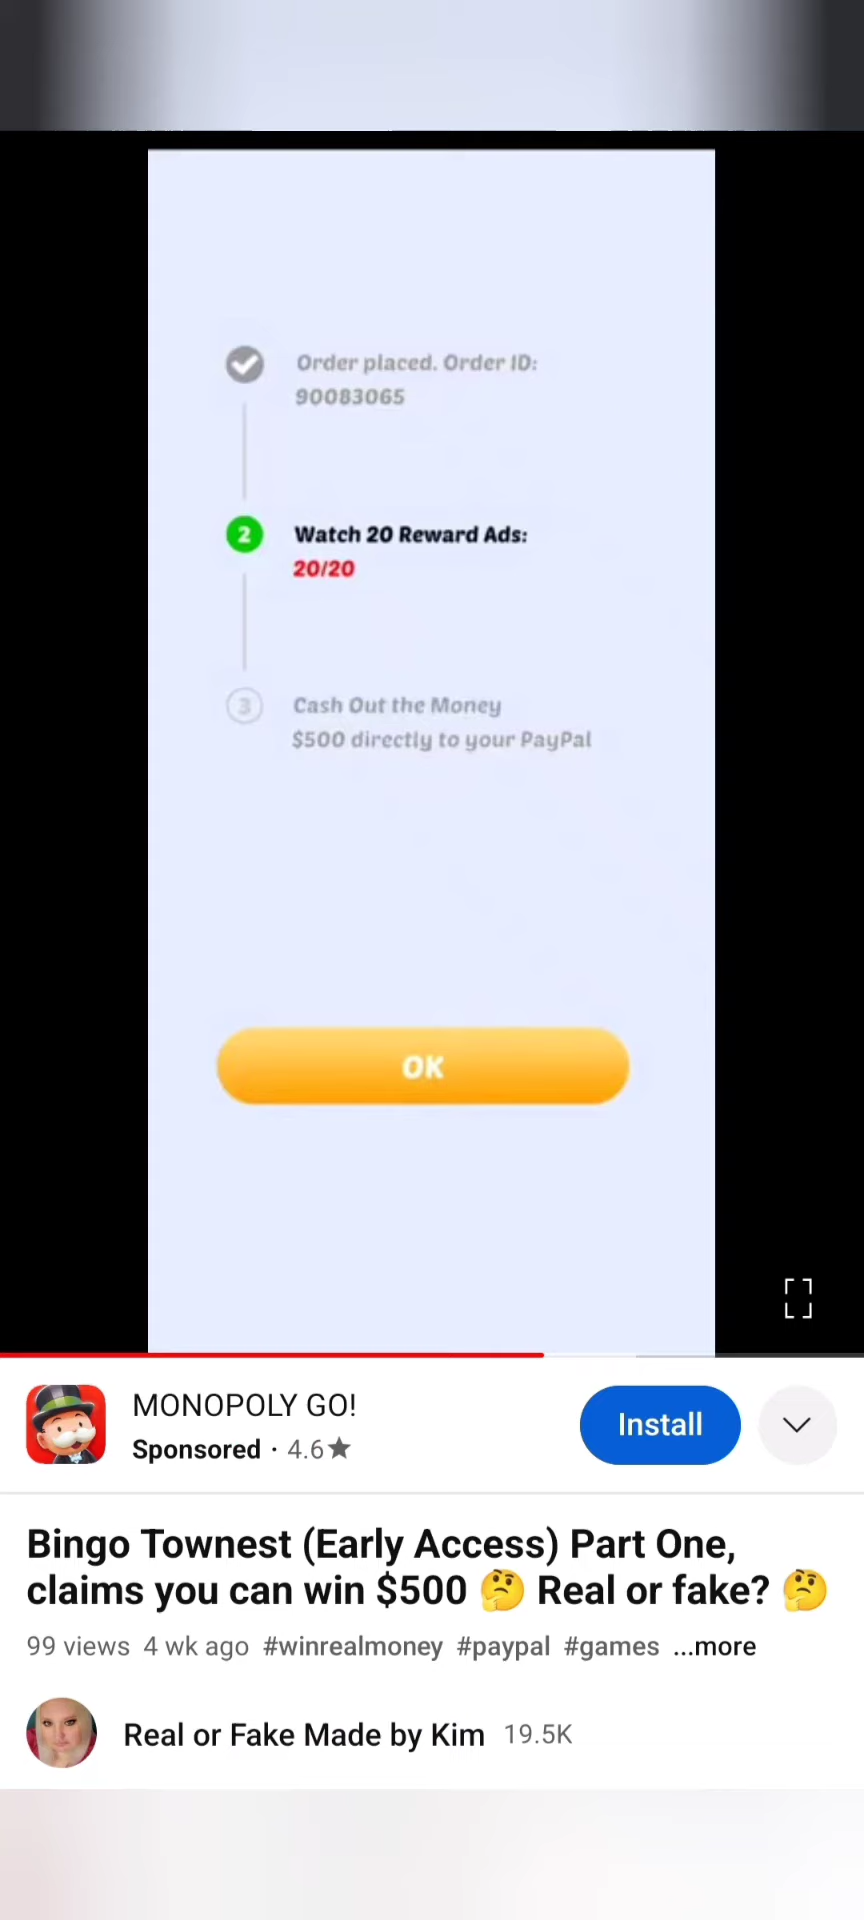 Order placed. Order ID:
90083065
2
Watch 20 Reward Ads:
20/20
3
Cash Out the Money
$500 directly to your PayPal
OK
MONOPOLY GO!
Sponsored · 4.6★
Install
Bingo Townest (Early Access) Part One,
claims you can win $500 🤔 Real or fake? 🤔
99 views 4 wk ago #winrealmoney #paypal #games ...more
Real or Fake Made by Kim 19.5K